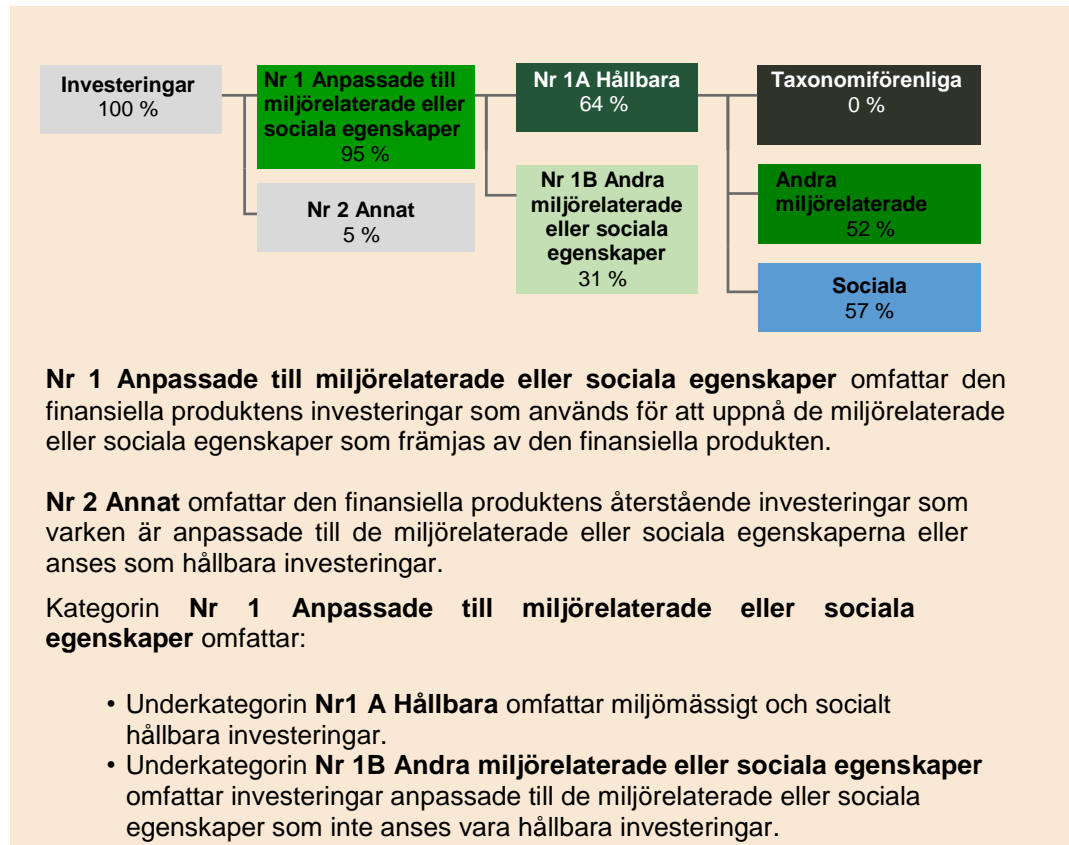 Investeringar
100 %
Nr 1 Anpassade till
miljörelaterade eller
sociala egenskaper
95 %
Nr 2 Annat
5 %
Nr 1A Hållbara
64 %
Nr 1B Andra
miljörelaterade
eller sociala
egenskaper
31 %
Taxonomiförenliga
0 %
Andra
miljörelaterade
52 %
Sociala
57 %
Nr 1 Anpassade till miljörelaterade eller sociala egenskaper omfattar den
finansiella produktens investeringar som används för att uppnå de miljörelaterade
eller sociala egenskaper som främjas av den finansiella produkten.
Nr 2 Annat omfattar den finansiella produktens återstående investeringar som
varken är anpassade till de miljörelaterade eller sociala egenskaperna eller
anses som hållbara investeringar.
Kategorin Nr 1 Anpassade till miljörelaterade eller sociala
egenskaper omfattar:
• Underkategorin Nr1 A Hållbara omfattar miljömässigt och socialt
hållbara investeringar.
• Underkategorin Nr 1B Andra miljörelaterade eller sociala egenskaper
omfattar investeringar anpassade till de miljörelaterade eller sociala
egenskaper som inte anses vara hållbara investeringar.